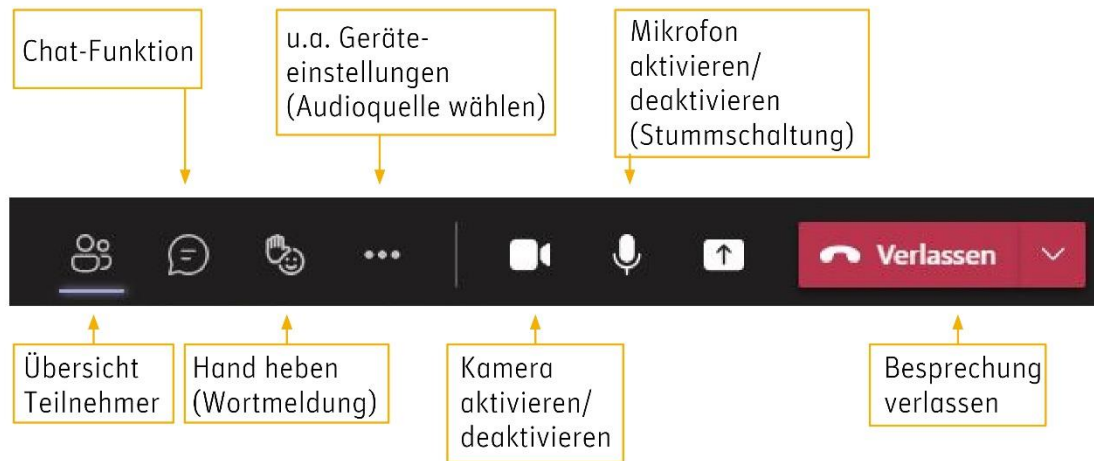 Chat-Funktion
u.a. Geräte-
einstellungen
(Audioquelle wählen)
Mikrofon
aktivieren/
deaktivieren
(Stummschaltung)
Verlassen
Übersicht
Teilnehmer
Hand heben
(Wortmeldung)
Kamera
aktivieren/
deaktivieren
Besprechung
verlassen